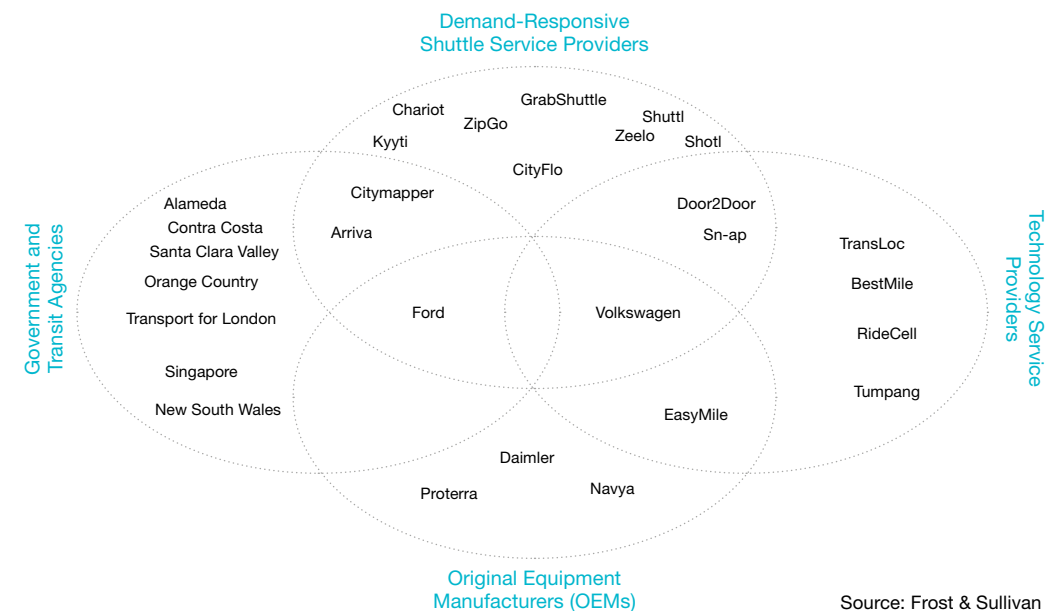 Demand-Responsive
Shuttle Service Providers
GrabShuttle
Chariot
ZipGo
Shuttl
Zeelo
Kyyti
Shotl
CityFlo
Citymapper
Arriva
Door2Door
Sn-ap
Government and
Transit Agencies
Alameda
Contra Costa
Santa Clara Valley
Orange Country
Transport for London
Singapore
New South Wales
Ford
Volkswagen
TransLoc
BestMile
RideCell
Tumpang
Technology Service
Providers
EasyMile
Daimler
Proterra
Navya
Original Equipment
Manufacturers (OEMs)
Source: Frost & Sullivan